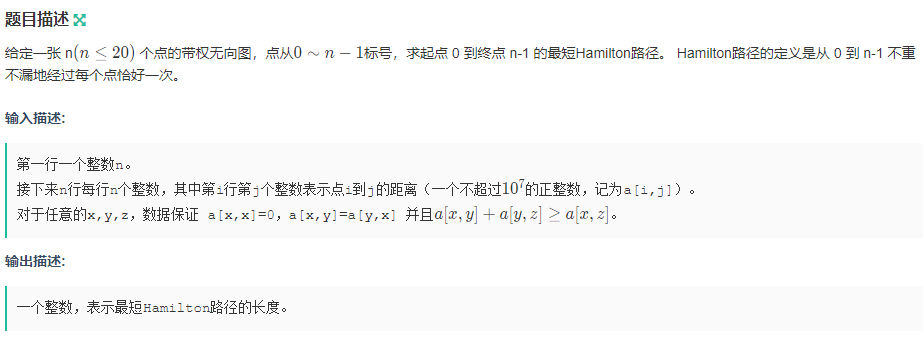 题目描述
给定一张 n(n ≤ 20) 个点的带权无向图，点从0 ~ n − 1标号，求起点 0 到终点 n-1 的最短Hamilton路径。 Hamilton路径的定义是从 0 到 n-1 不重
不漏地经过每个点恰好一次。
输入描述:
第一行一个整数n。
接下来n行每行n个整数，其中第i行第j个整数表示点i到j的距离（一个不超过10^7的正整数，记为a[i,j]）。
对于任意的x,y,z，数据保证 a[x,x]=0，a[x,y]=a[y,x] 并且a[x, y] + a[y, z] ≥ a[x, z]。
输出描述:
一个整数，表示最短Hamilton路径的长度。